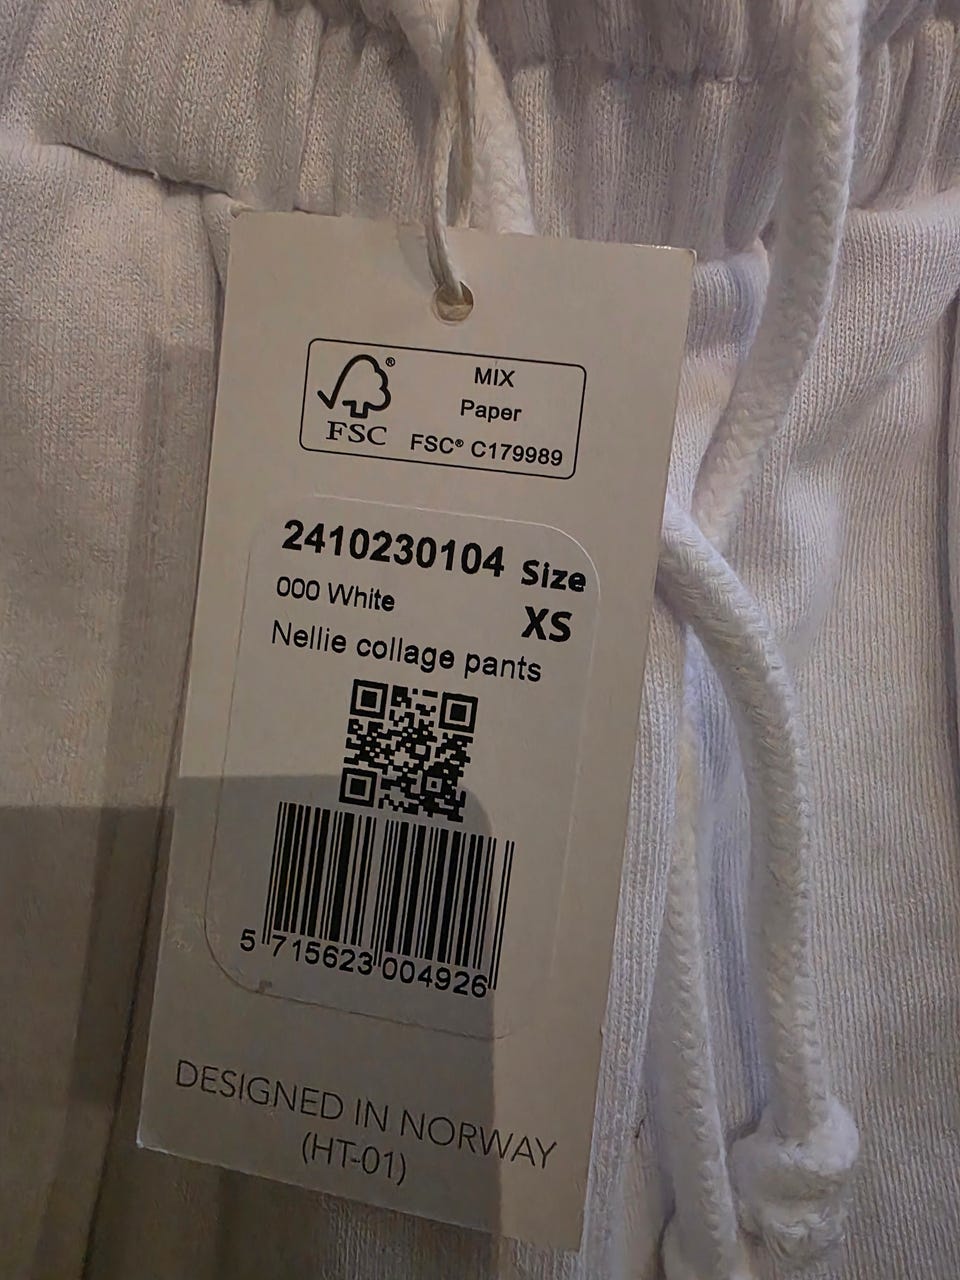 MIX
Paper
FSC® C179989
®
FSC
2410230104 Size
000 White XS
Nellie collage pants
5 715623 004926
DESIGNED IN NORWAY
(HT-01)